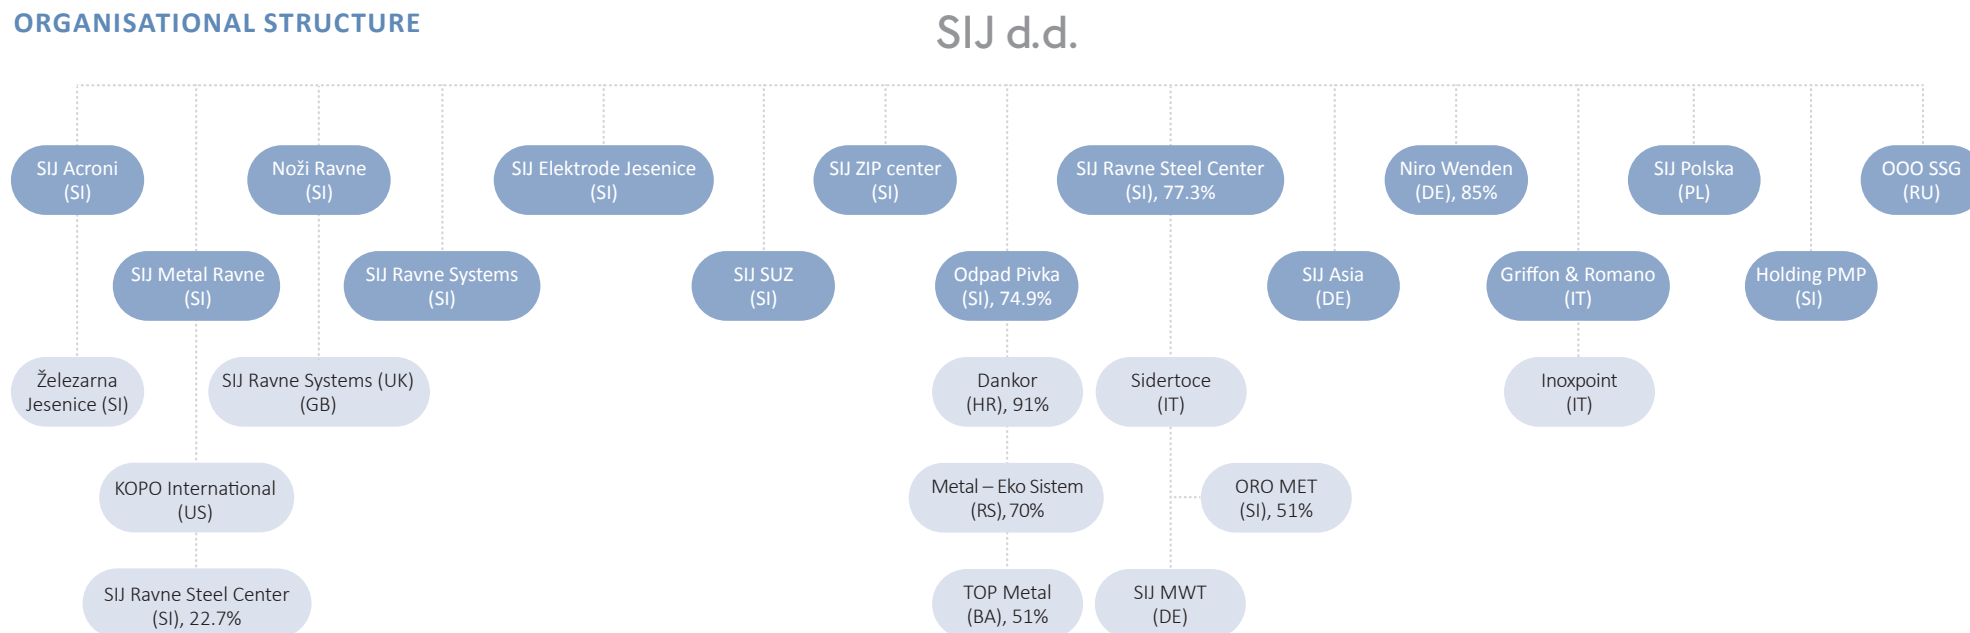 ORGANISATIONAL STRUCTURE
SIJ d.d.
SIJ Acroni
(SI)
Noži Ravne
(SI)
SIJ Elektrode Jesenice
(SI)
SIJ ZIP center
(SI)
SIJ Ravne Steel Center
(SI), 77.3%
Niro Wenden
(DE), 85%
SIJ Polska
(PL)
OOO SSG
(RU)
SIJ Metal Ravne
(SI)
SIJ Ravne Systems
(SI)
SIJ SUZ
(SI)
Odpad Pivka
(SI), 74.9%
SIJ Asia
(DE)
Griffon & Romano
(IT)
Holding PMP
(SI)
Železarna
Jesenice (SI)
SIJ Ravne Systems (UK)
(GB)
Dankor
(HR), 91%
Sidertoce
(IT)
Inoxpoint
(IT)
KOPO International
(US)
Metal – Eko Sistem
(RS), 70%
ORO MET
(SI), 51%
SIJ Ravne Steel Center
(SI), 22.7%
TOP Metal
(BA), 51%
SIJ MWT
(DE)